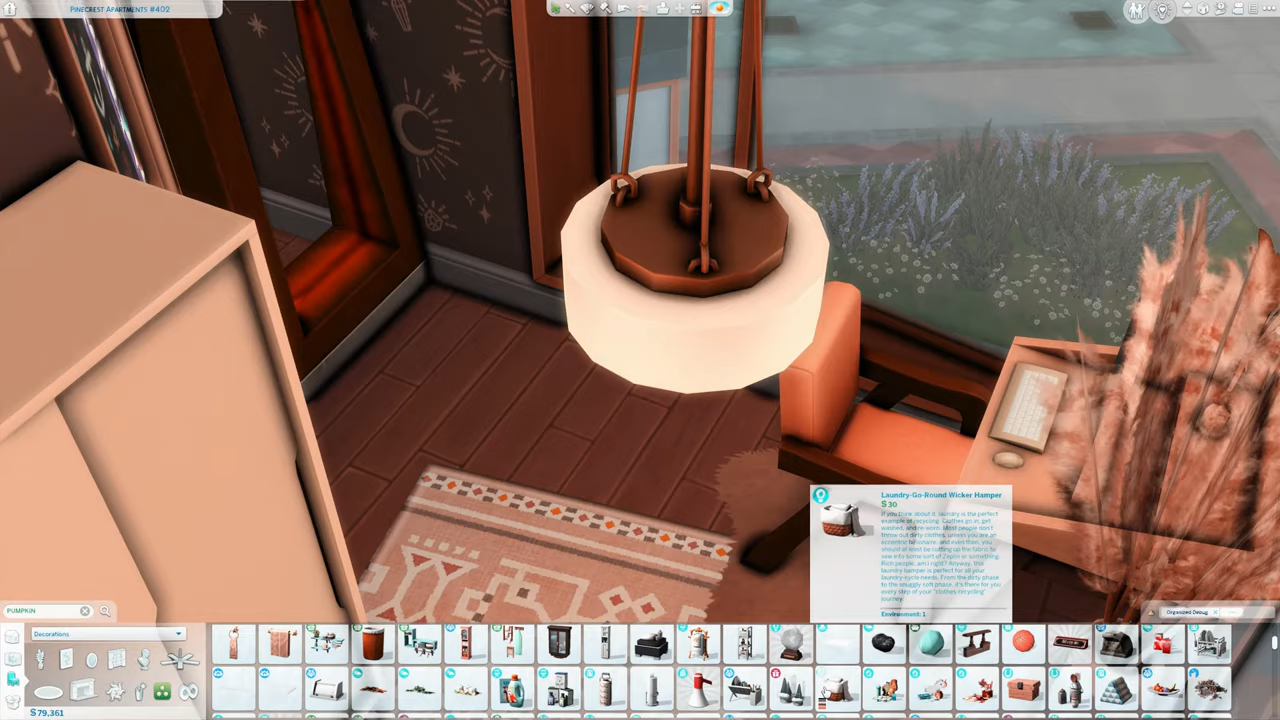 PINECREST APARTMENTS #402
Laundry-Go-Round Wicker Hamper
$30
If you think about it, laundry is the perfect
example of recycling. Clothes go in, get
washed, and re-worn. Most people don't
throw out dirty clothes, unless you are an
eccentric billionaire, and even then, you
should at least be cutting up the fabric to
sew into some sort of Zeplin or something.
Rich people, am I right? Anyway, this
laundry hamper is perfect for all your
laundry-cycle needs. From the dirty phase
to the snuggly soft phase, it's there for you
every step of your "clothes recycling"
journey.
Environment: 1
PUMPKIN
Organized Debug
Decorations
§79,361